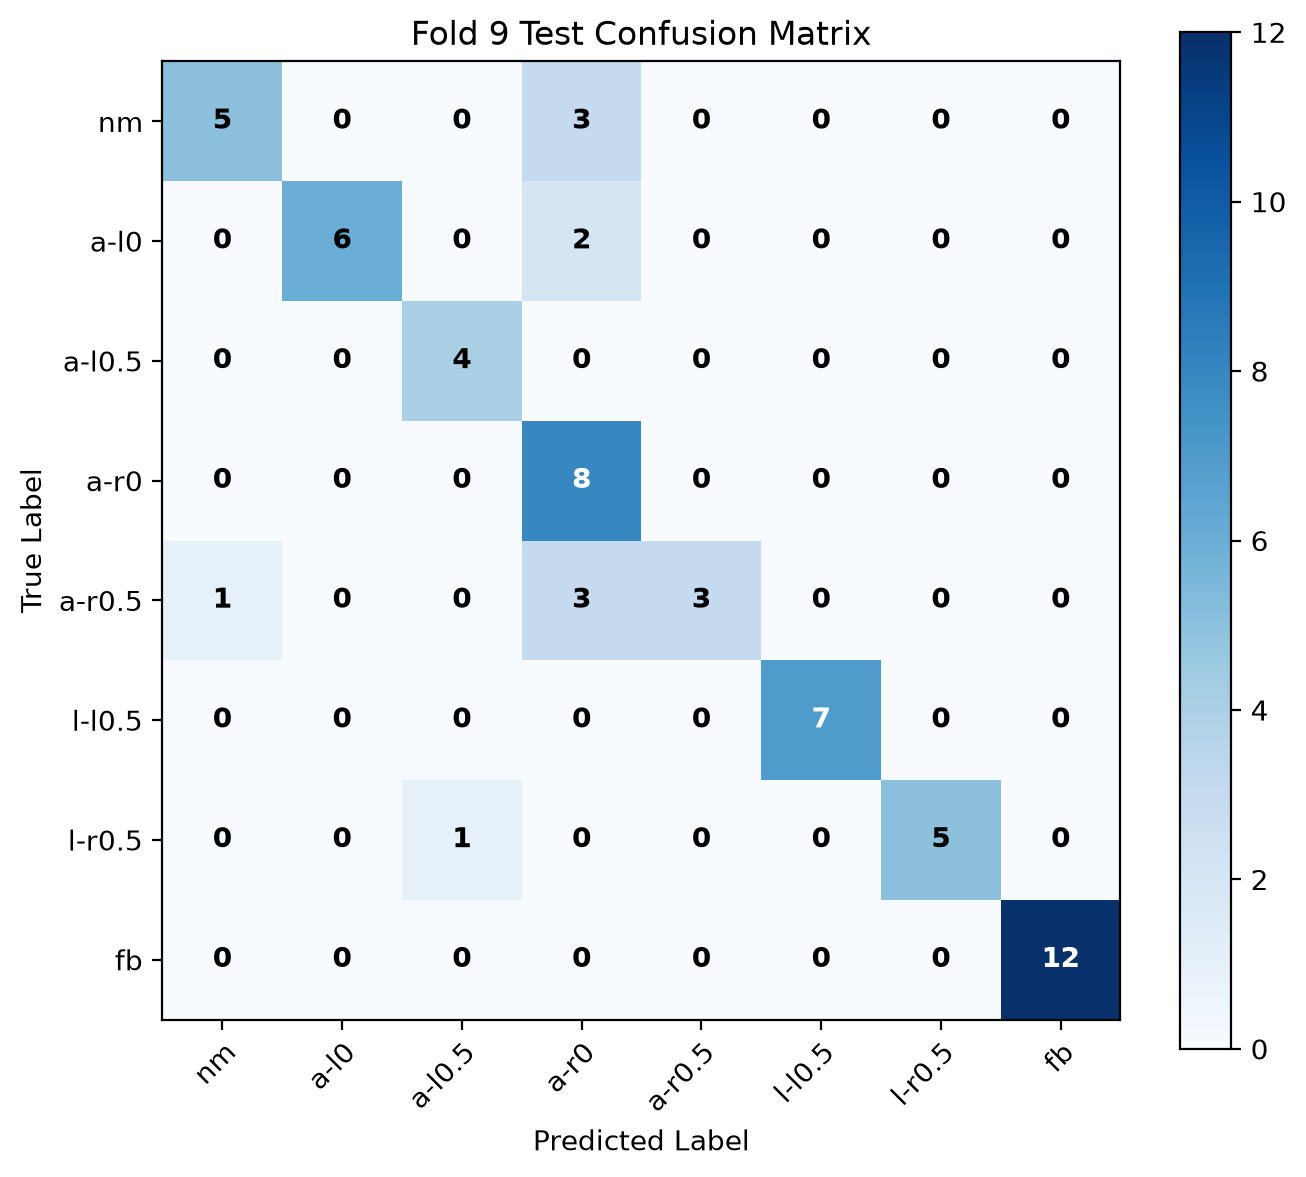 Fold 9 Test Confusion Matrix
True Label
nm 5 0 0 3 0 0 0 0
a-l0 0 6 0 2 0 0 0 0
a-l0.5 0 0 4 0 0 0 0 0
a-r0 0 0 0 8 0 0 0 0
a-r0.5 1 0 0 3 3 0 0 0
l-l0.5 0 0 0 0 0 7 0 0
l-r0.5 0 0 1 0 0 0 5 0
fb 0 0 0 0 0 0 0 12
nm a-l0 a-l0.5 a-r0 a-r0.5 l-l0.5 l-r0.5 fb
Predicted Label
12
10
8
6
4
2
0